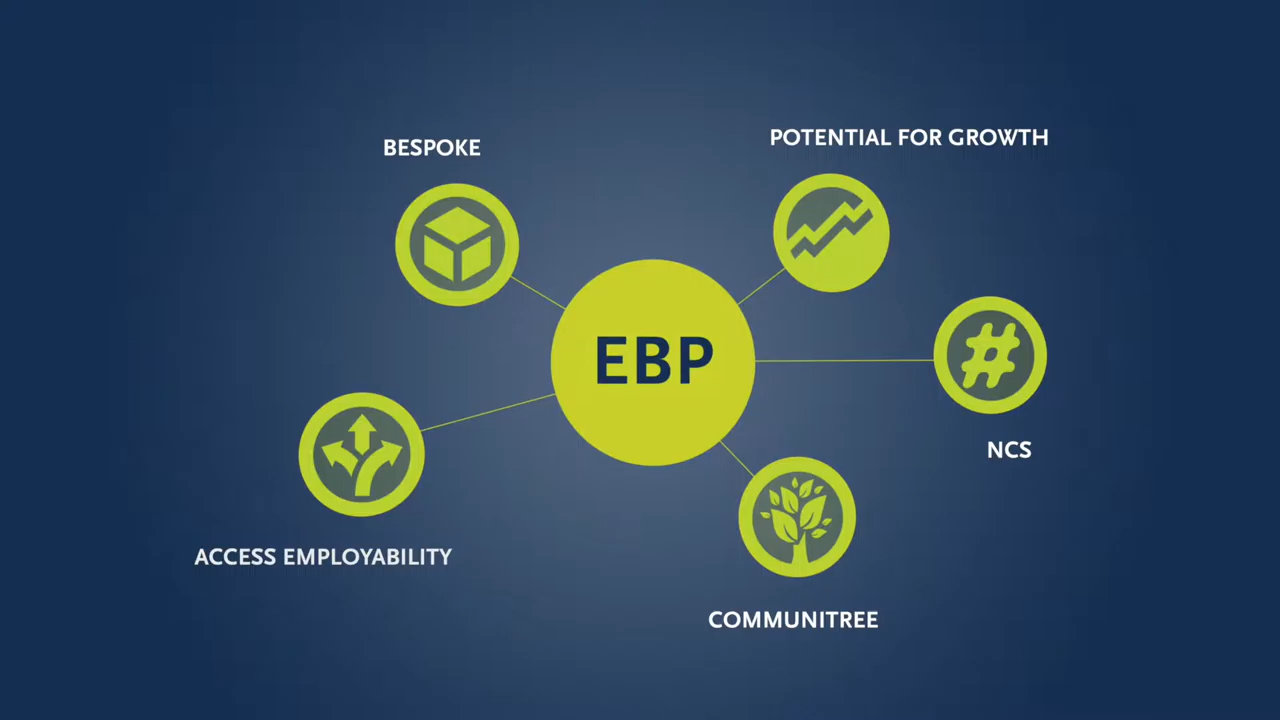 POTENTIAL FOR GROWTH
BESPOKE
EBP
#
NCS
ACCESS EMPLOYABILITY
COMMUNITREE